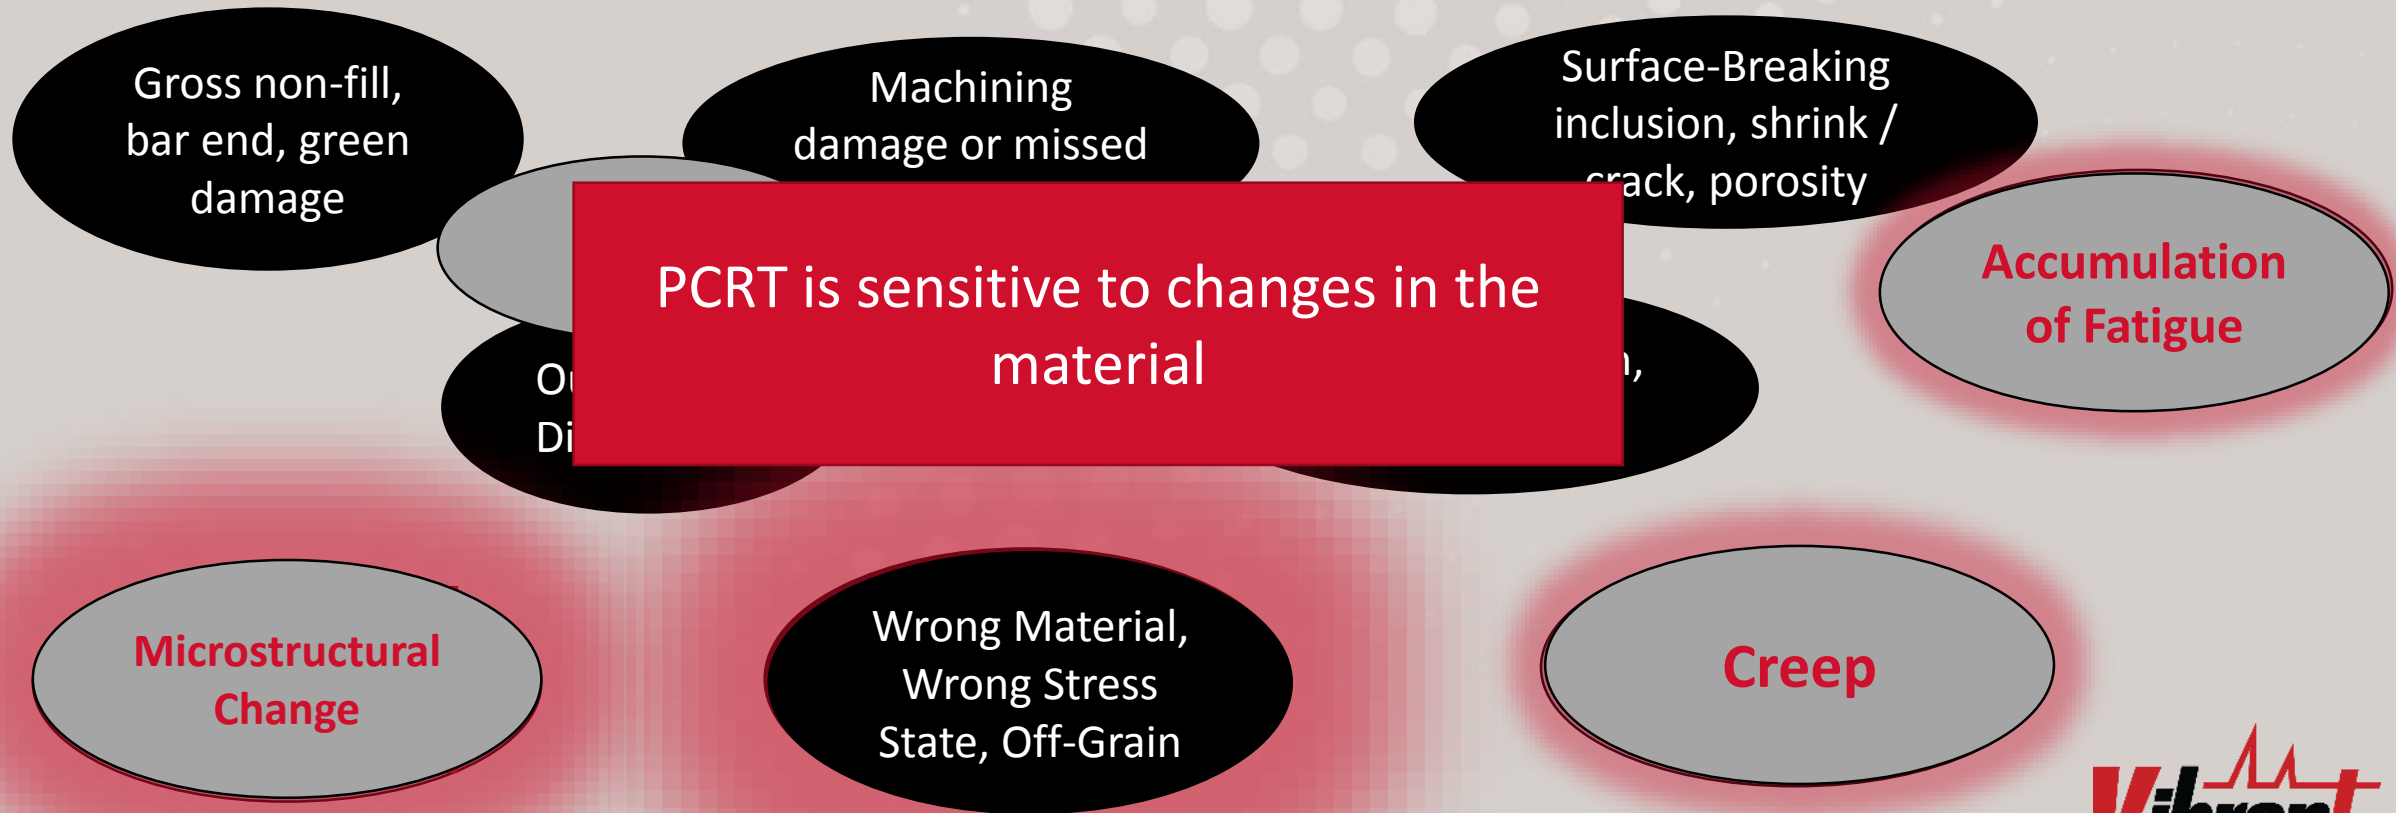 Gross non-fill,
bar end, green
damage
Machining
damage or missed
Surface-Breaking
inclusion, shrink /
crack, porosity
Accumulation
of Fatigue
PCRT is sensitive to changes in the
material
Microstructural
Change
Wrong Material,
Wrong Stress
State, Off-Grain
Creep
Vibrant